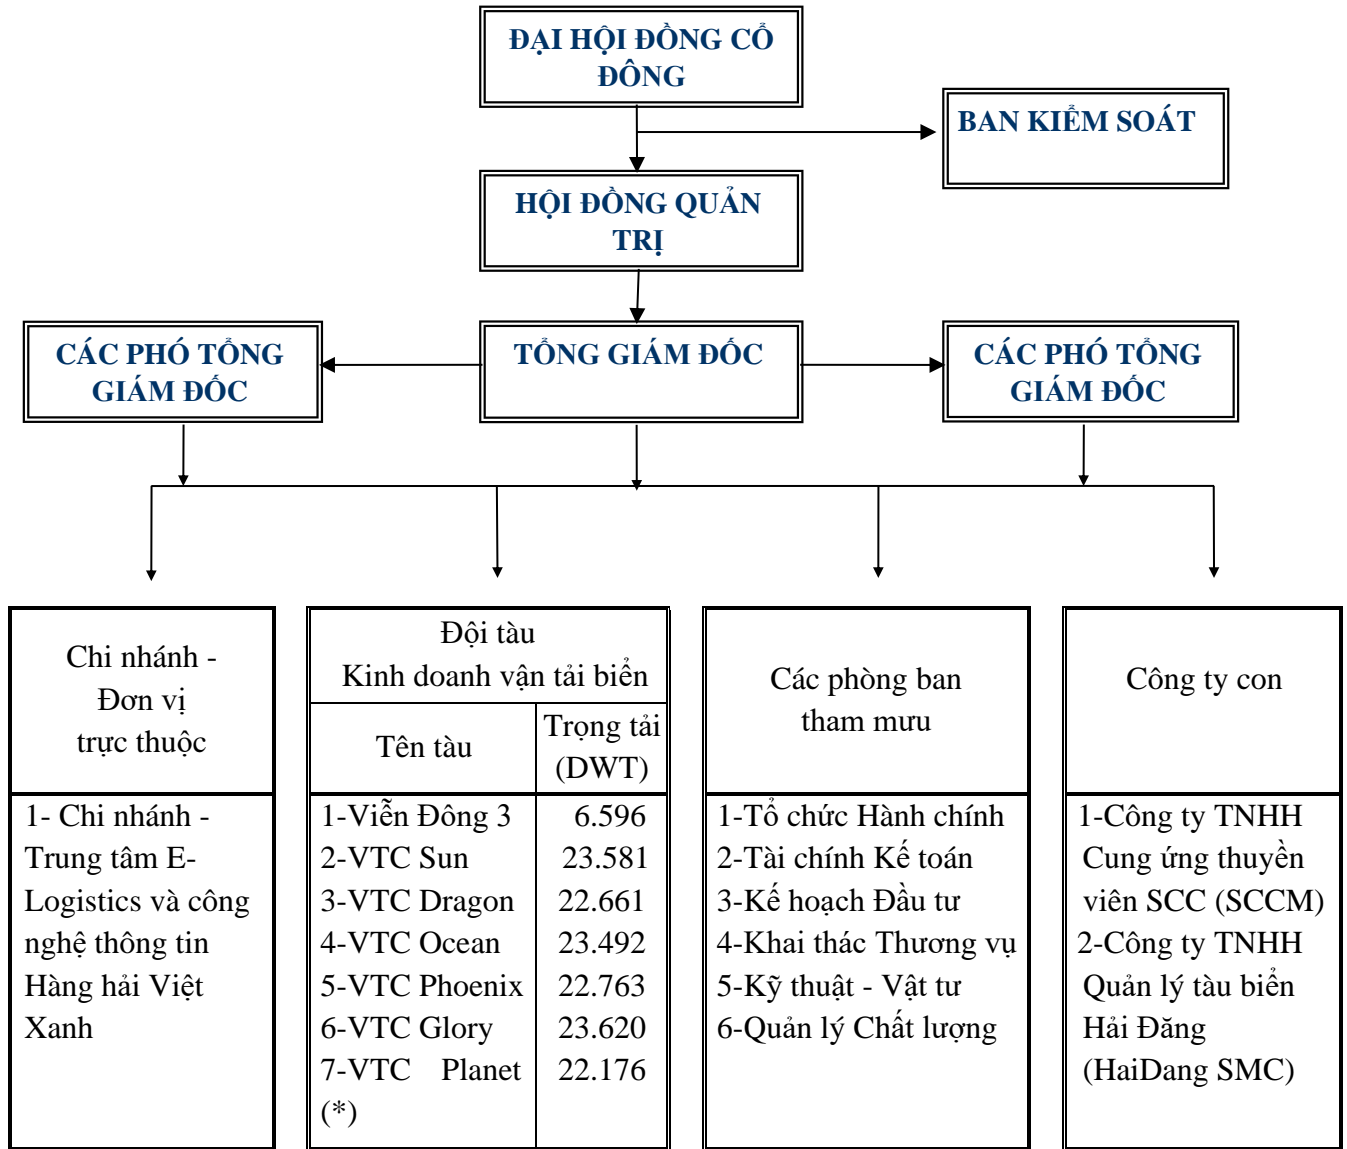 ĐẠI HỘI ĐỒNG CỔ
ĐÔNG
BAN KIỂM SOÁT
HỘI ĐỒNG QUẢN
TRỊ
CÁC PHÓ TỔNG
GIÁM ĐỐC
TỔNG GIÁM ĐỐC
CÁC PHÓ TỔNG
GIÁM ĐỐC
Chi nhánh -
Đơn vị
trực thuộc
1- Chi nhánh -
Trung tâm E-
Logistics và công
nghệ thông tin
Hàng hải Việt
Xanh
Đội tàu
Kinh doanh vận tải biển
Tên tàu
Trọng tải
(DWT)
1-Viễn Đông 3 6.596
2-VTC Sun 23.581
3-VTC Dragon 22.661
4-VTC Ocean 23.492
5-VTC Phoenix 22.763
6-VTC Glory 23.620
7-VTC Planet 22.176
(*)
Các phòng ban
tham mưu
1-Tổ chức Hành chính
2-Tài chính Kế toán
3-Kế hoạch Đầu tư
4-Khai thác Thương vụ
5-Kỹ thuật - Vật tư
6-Quản lý Chất lượng
Công ty con
1-Công ty TNHH
Cung ứng thuyền
viên SCC (SCCM)
2-Công ty TNHH
Quản lý tàu biển
Hải Đăng
(HaiDang SMC)